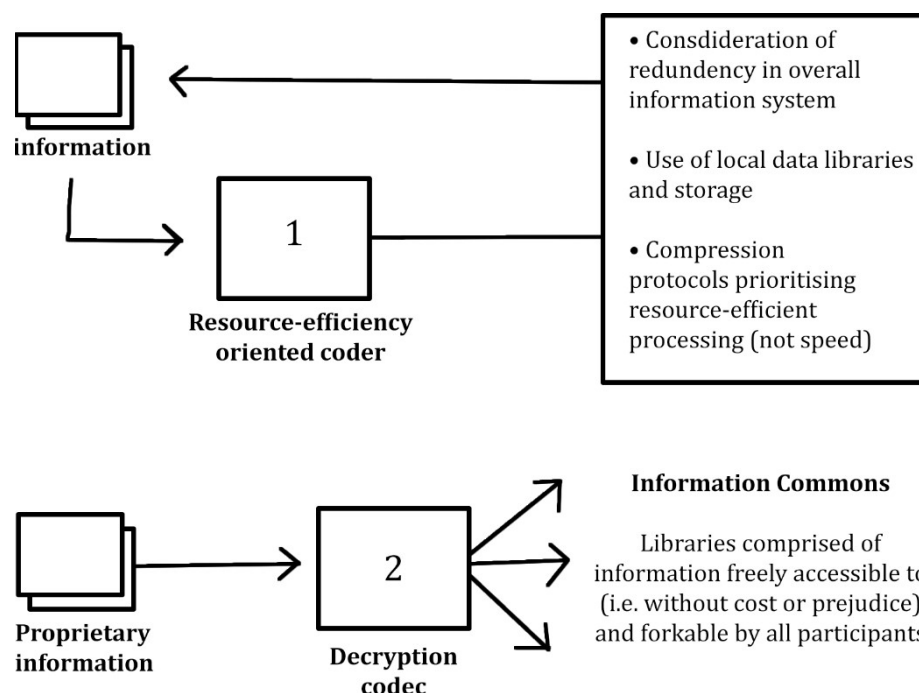 information
1
Resource-efficiency
oriented coder
• Consdideration of
redundency in overall
information system
• Use of local data libraries
and storage
• Compression
protocols prioritising
resource-efficient
processing (not speed)
Proprietary
information
2
Decryption
codec
Information Commons
Libraries comprised of
information freely accessible to
(i.e. without cost or prejudice)
and forkable by all participants